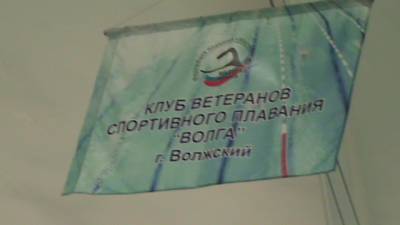 КЛУБ ВЕТЕРАНОВ
СПОРТИВНОГО ПЛАВАНИЯ
"ВОЛГА"
г. Волжский